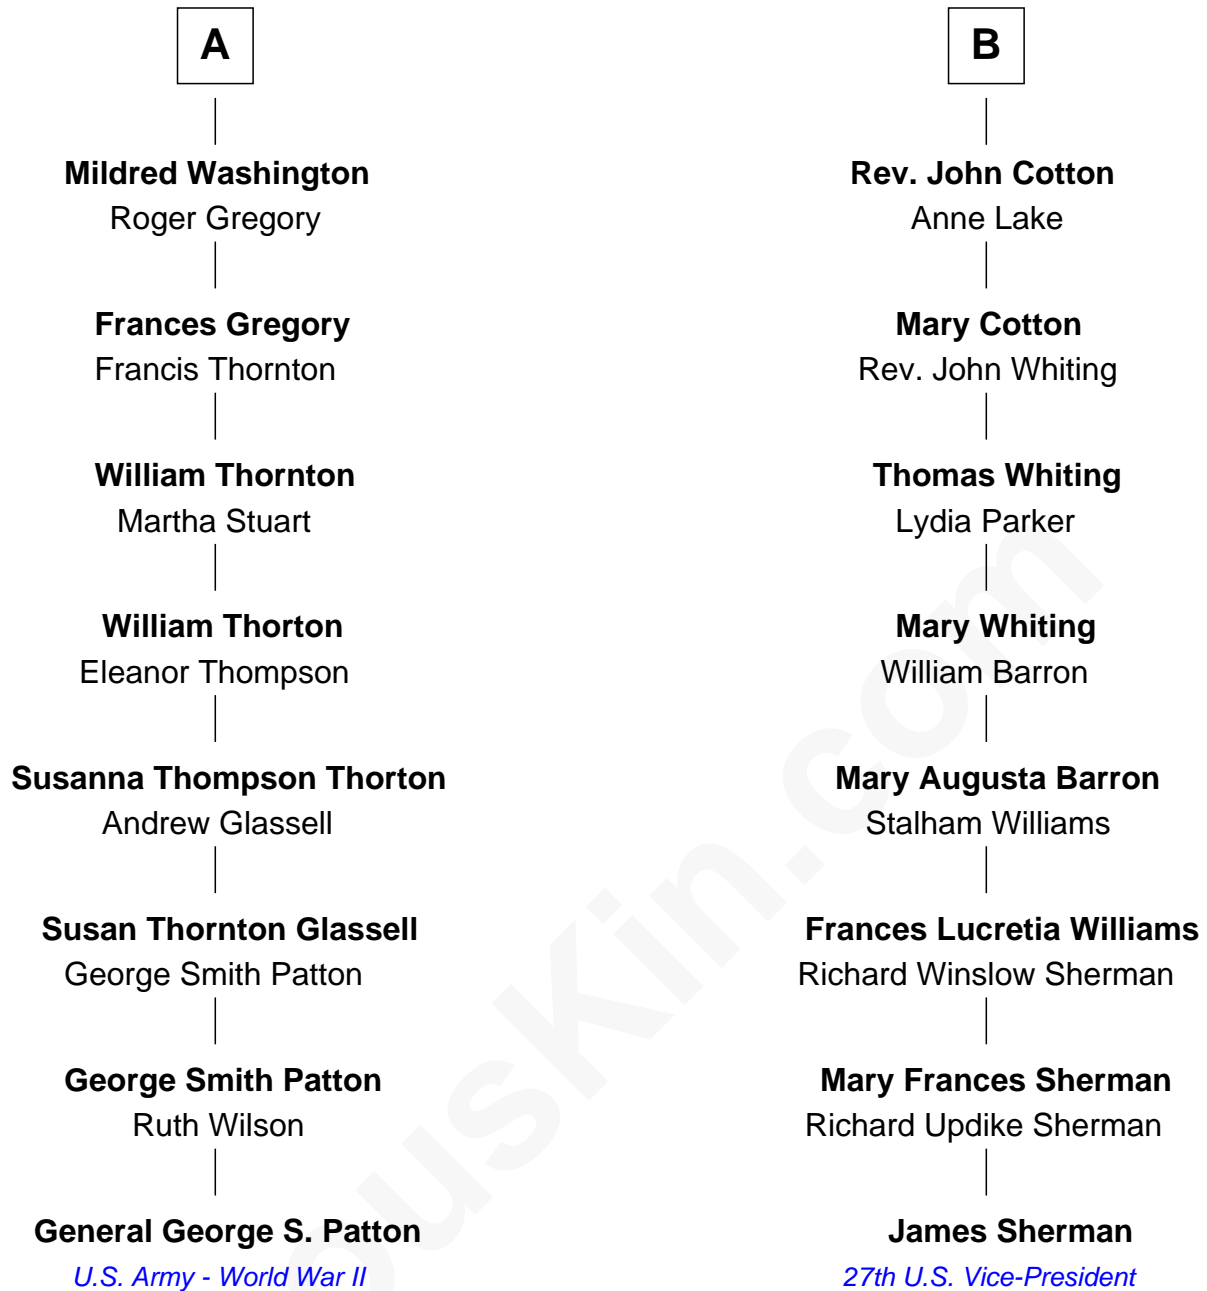 A
Mildred Washington
Roger Gregory
Frances Gregory
Francis Thornton
William Thornton
Martha Stuart
William Thorton
Eleanor Thompson
Susanna Thompson Thorton
Andrew Glassell
Susan Thornton Glassell
George Smith Patton
George Smith Patton
Ruth Wilson
General George S. Patton
U.S. Army - World War II
B
Rev. John Cotton
Anne Lake
Mary Cotton
Rev. John Whiting
Thomas Whiting
Lydia Parker
Mary Whiting
William Barron
Mary Augusta Barron
Stalham Williams
Frances Lucretia Williams
Richard Winslow Sherman
Mary Frances Sherman
Richard Updike Sherman
James Sherman
27th U.S. Vice-President
ousKin.com